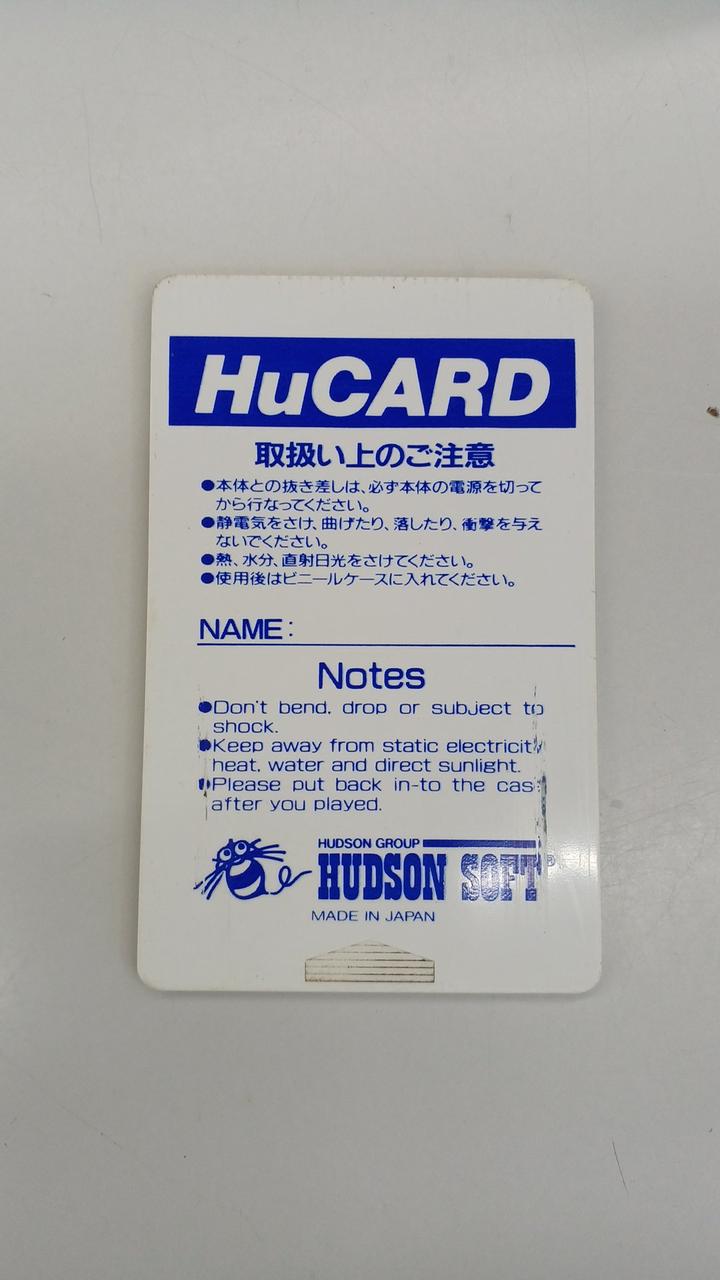 HuCARD
取扱い上のご注意
●本体との抜き差しは、必ず本体の電源を切って
から行なってください。
●静電気をさけ、曲げたり、落したり、衝撃を与え
ないでください。
●熱、水分、直射日光をさけてください。
●使用後はビニールケースに入れてください。
NAME:
Notes
●Don't bend, drop or subject to
shock.
●Keep away from static electricity
heat, water and direct sunlight.
●Please put back in-to the cas
after you played.
HUDSON GROUP
HUDSON SOFT®
MADE IN JAPAN